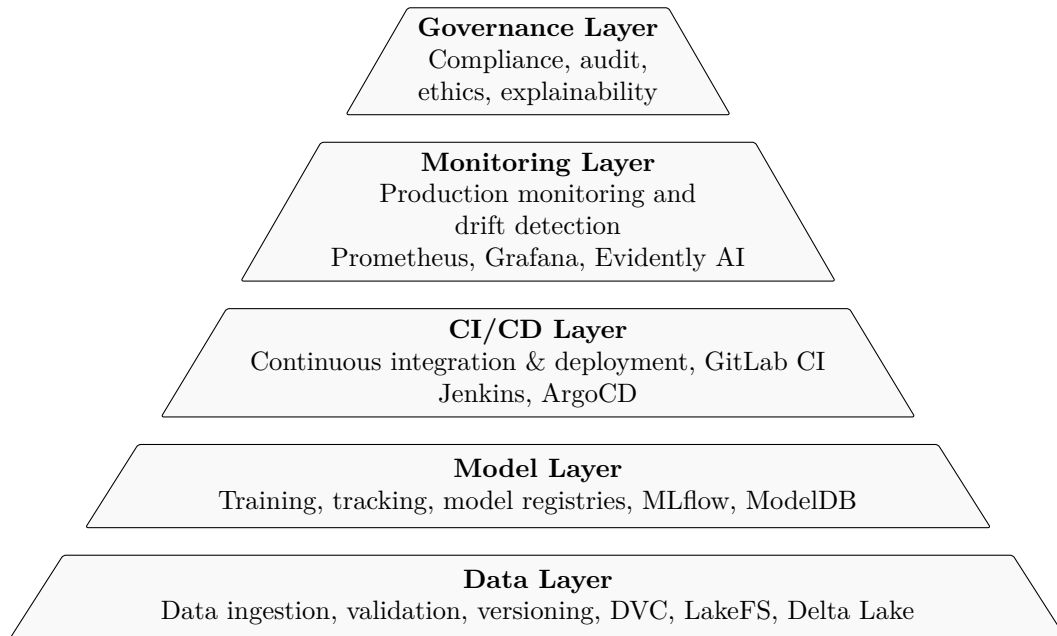 Governance Layer
Compliance, audit,
ethics, explainability
Monitoring Layer
Production monitoring and
drift detection
Prometheus, Grafana, Evidently AI
CI/CD Layer
Continuous integration & deployment, GitLab CI
Jenkins, ArgoCD
Model Layer
Training, tracking, model registries, MLflow, ModelDB
Data Layer
Data ingestion, validation, versioning, DVC, LakeFS, Delta Lake